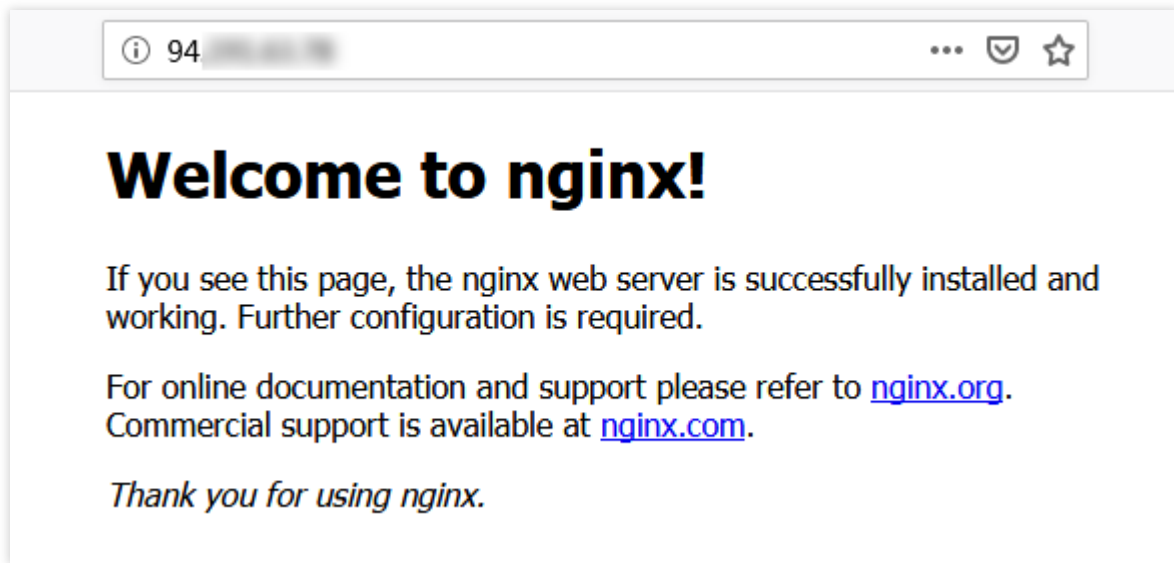 94.
Welcome to nginx!
If you see this page, the nginx web server is successfully installed and
working. Further configuration is required.
For online documentation and support please refer to nginx.org.
Commercial support is available at nginx.com.
Thank you for using nginx.